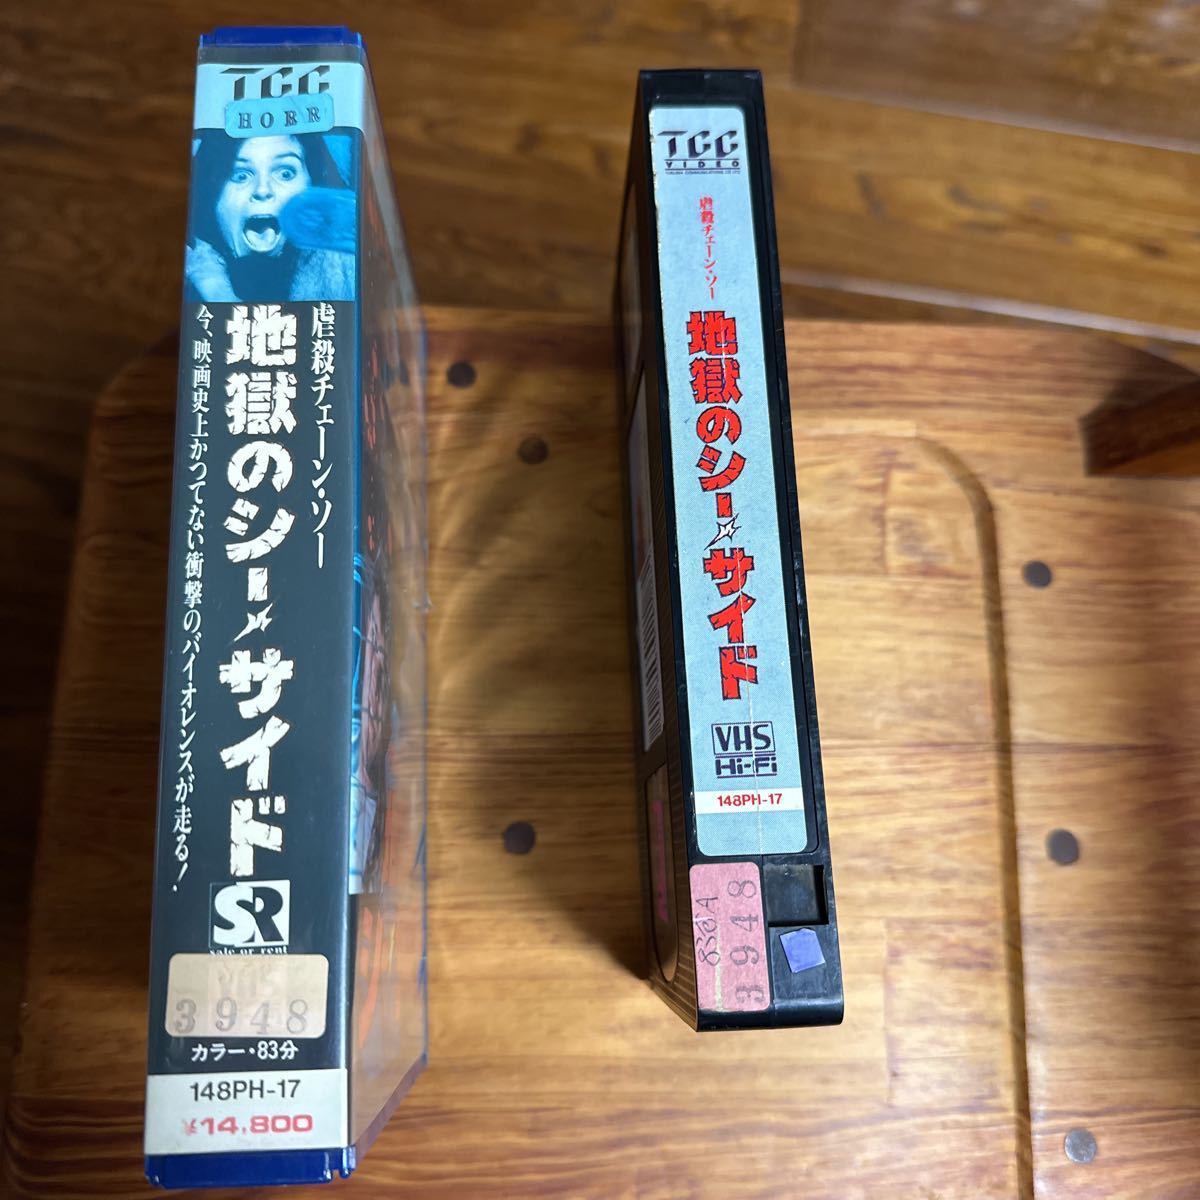 TCC
HORR
虐殺チェーン・ソー
地獄のシー・サイド
今、映画史上かつてない衝撃のバイオレンスが走る!
SR
sale or rent
3948
カラー・83分
148PH-17
¥14,800
TCC
VIDEO
虐殺チェーン・ソー
地獄のシー・サイド
VHS
Hi-Fi
148PH-17
3948